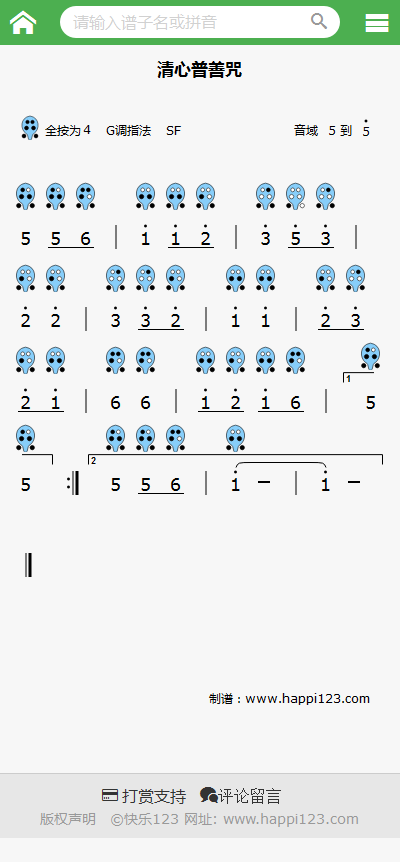 请输入谱子名或拼音
清心普善咒
全按为4 G调指法 SF 音域 5 到 5̇
5 5 6 | 1̇ 1̇ 2̇ | 3̇ 5̇ 3̇ |
2̇ 2̇ | 3̇ 3̇ 2̇ | 1̇ 1̇ | 2̇ 3̇
2̇ 1̇ | 6 6 | 1̇ 2̇ 1̇ 6 | 1 5
5 :‖ 2 5 5 6 | 1̇ – | 1̇ –
‖
制谱：www.happi123.com
打赏支持 评论留言
版权声明 ©快乐123 网址: www.happi123.com